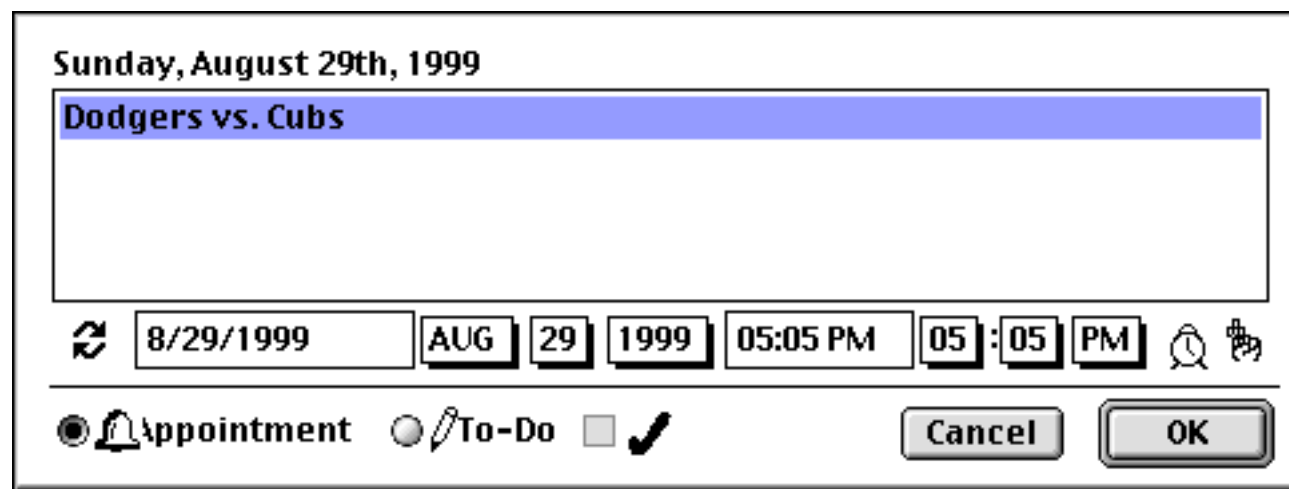 Sunday, August 29th, 1999
Dodgers vs. Cubs
8/29/1999 AUG 29 1999 05:05 PM 05 : 05 PM
Appointment To-Do Cancel OK